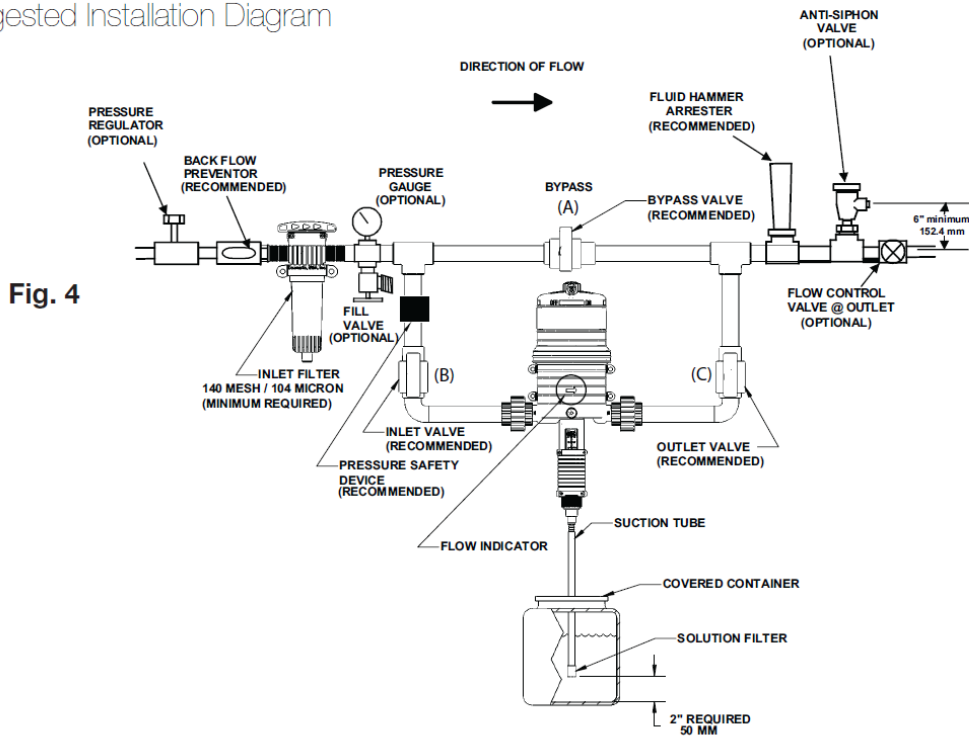 gested Installation Diagram
ANTI-SIPHON
VALVE
(OPTIONAL)
DIRECTION OF FLOW
FLUID HAMMER
ARRESTER
(RECOMMENDED)
PRESSURE
REGULATOR
(OPTIONAL)
BACK FLOW
PREVENTOR
(RECOMMENDED)
PRESSURE
GAUGE
(OPTIONAL)
BYPASS
(A)
BYPASS VALVE
(RECOMMENDED)
6" minimum
152.4 mm
Fig. 4
FILL
VALVE
(OPTIONAL)
FLOW CONTROL
VALVE @ OUTLET
(OPTIONAL)
OFF ON
INLET FILTER
140 MESH / 104 MICRON
(MINIMUM REQUIRED)
(B)
(C)
INLET VALVE
(RECOMMENDED)
OUTLET VALVE
(RECOMMENDED)
PRESSURE SAFETY
DEVICE
(RECOMMENDED)
FLOW INDICATOR
SUCTION TUBE
COVERED CONTAINER
SOLUTION FILTER
2" REQUIRED
50 MM